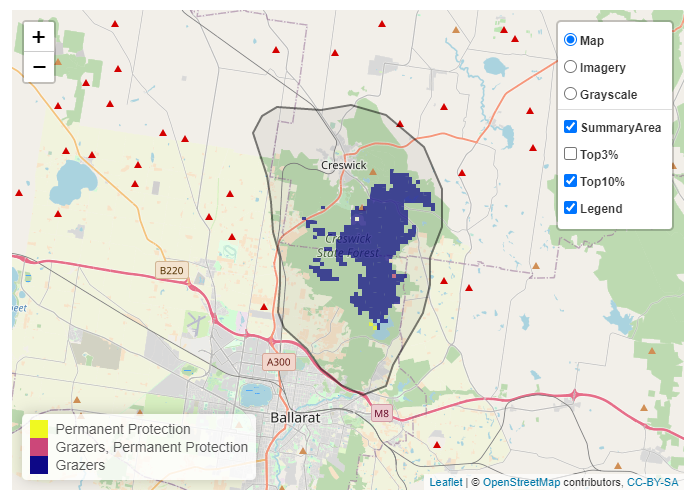 +
−
Map
Imagery
Grayscale
SummaryArea
Top3%
Top10%
Legend
Creswick
Creswick
State Forest
B220
A300
Ballarat
M8
Permanent Protection
Grazers, Permanent Protection
Grazers
Leaflet | © OpenStreetMap contributors, CC-BY-SA